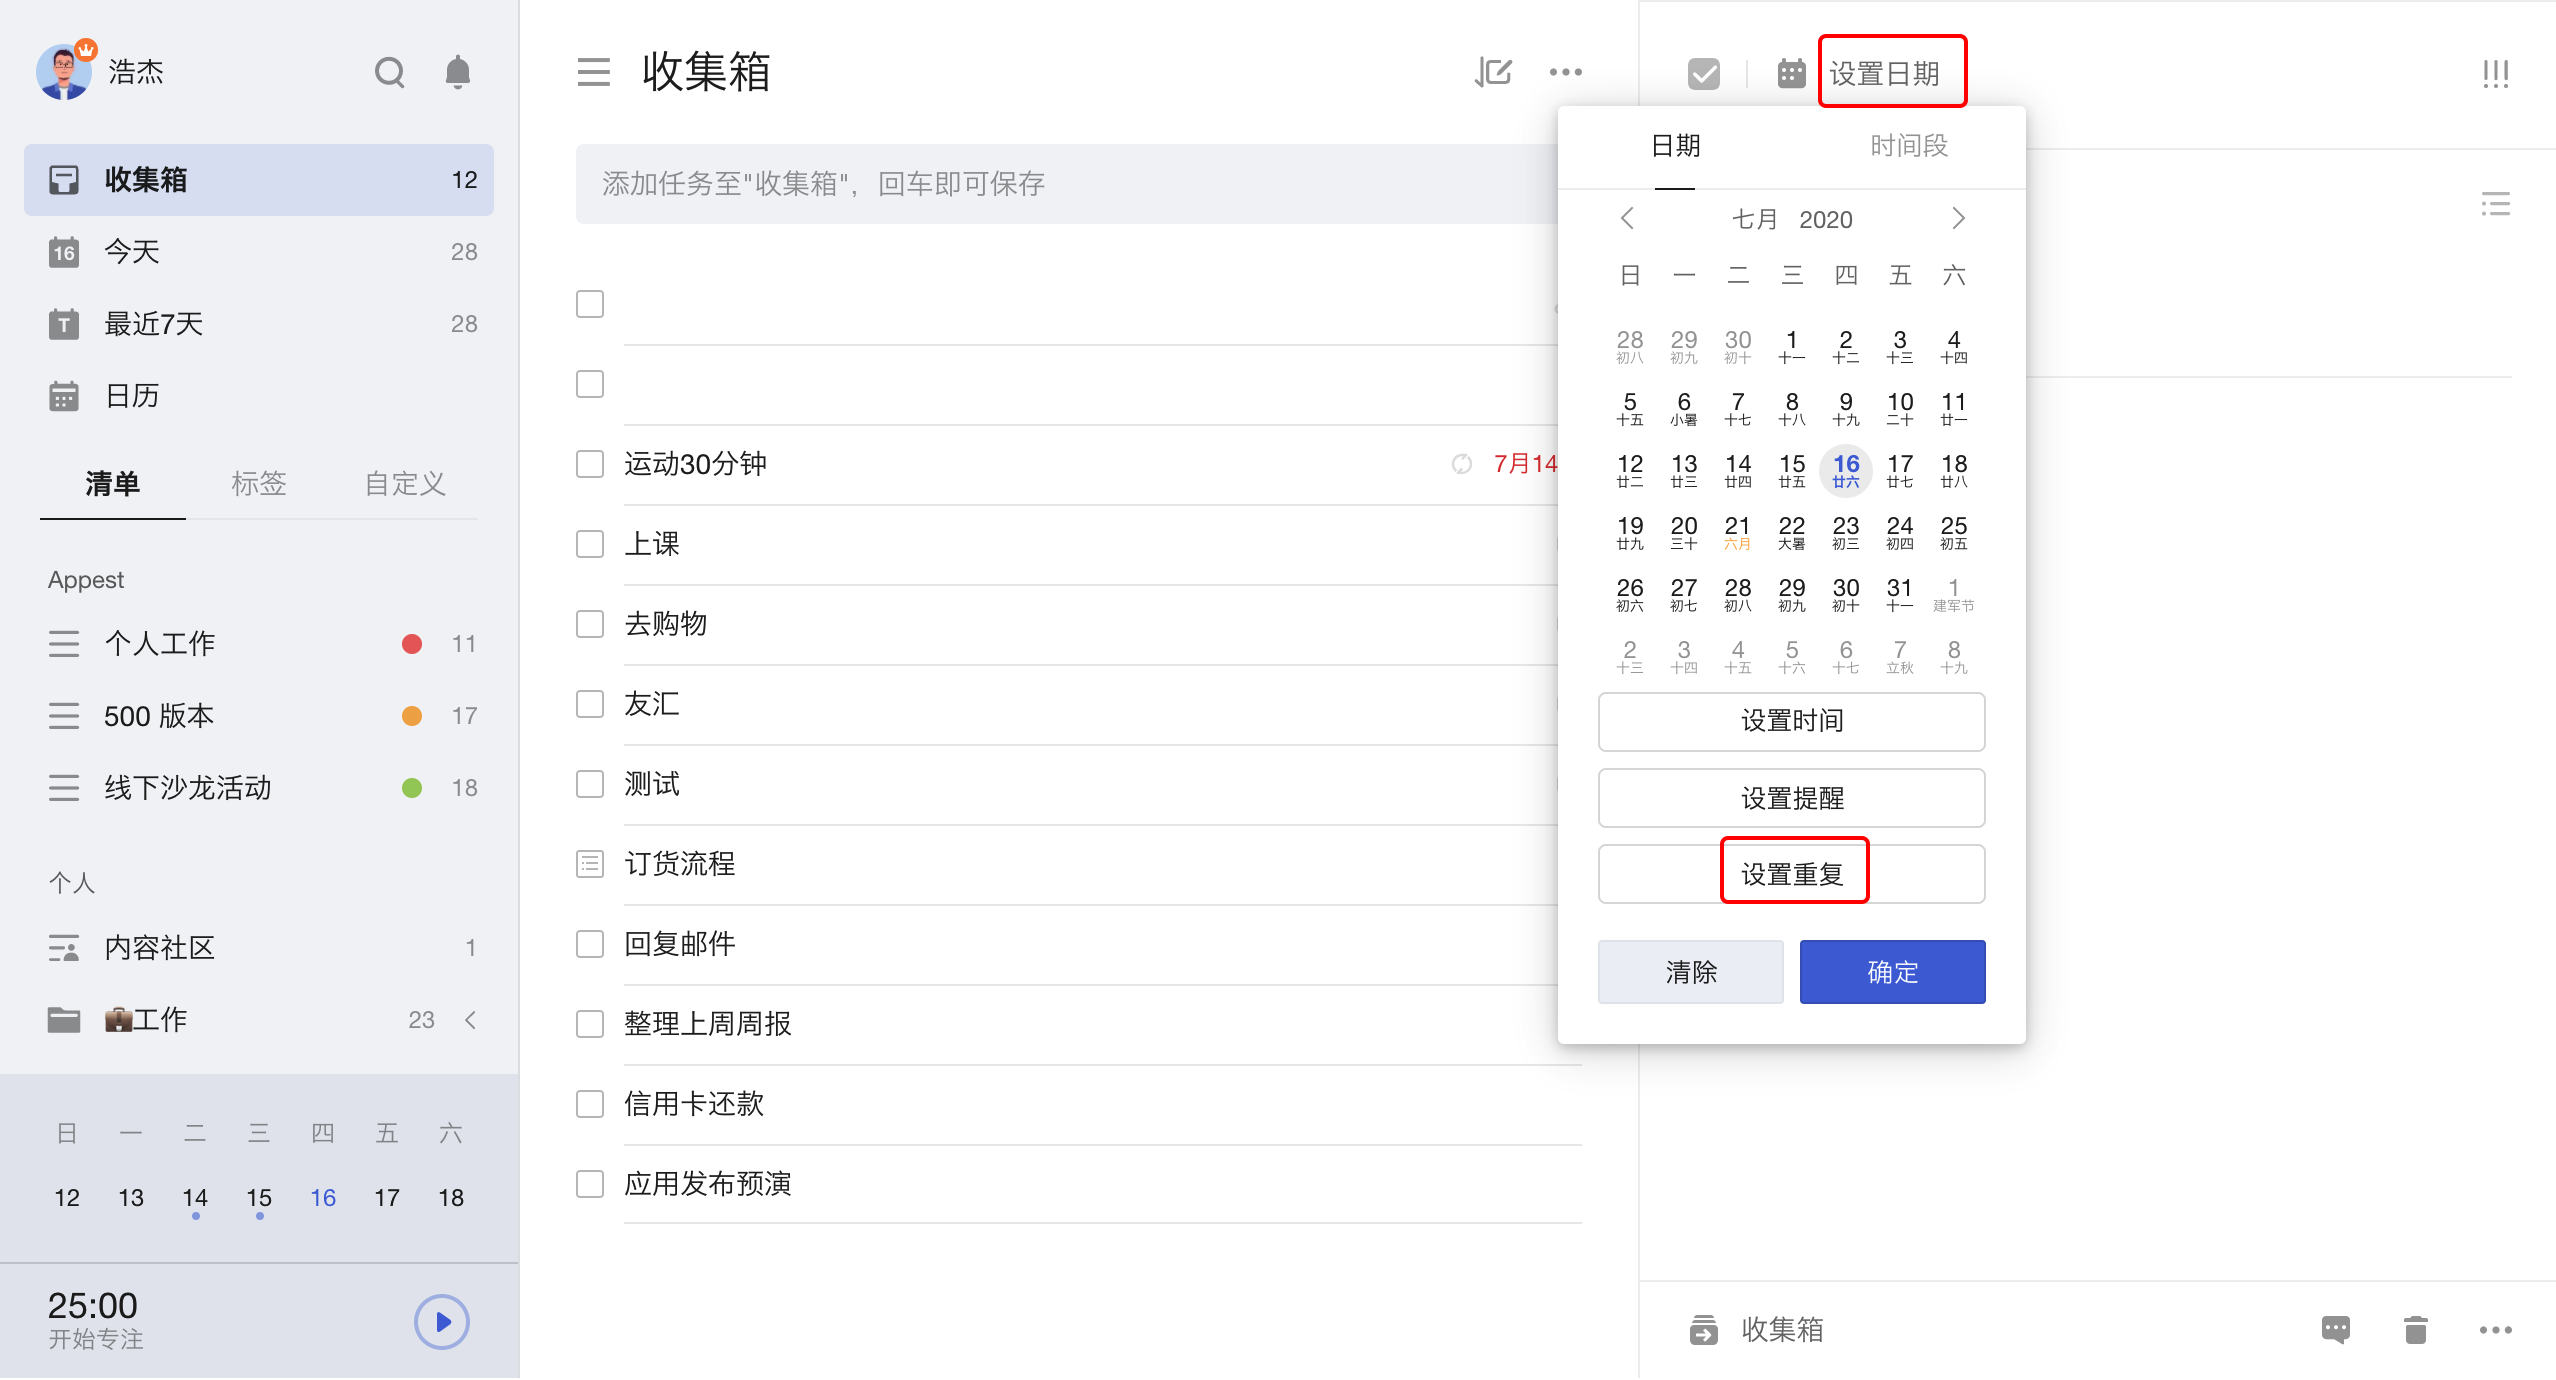 浩杰
收集箱 12
16 今天 28
T 最近7天 28
日历
清单 标签 自定义
Appest
个人工作 11
500 版本 17
线下沙龙活动 18
个人
内容社区 1
工作 23
日 一 二 三 四 五 六
12 13 14 15 16 17 18
25:00
开始专注
收集箱
添加任务至"收集箱"，回车即可保存
运动30分钟 7月14
上课
去购物
友汇
测试
订货流程
回复邮件
整理上周周报
信用卡还款
应用发布预演
设置日期
日期 时间段
七月 2020
日 一 二 三 四 五 六
28 29 30 1 2 3 4
初八 初九 初十 十一 十二 十三 十四
5 6 7 8 9 10 11
十五 小暑 十七 十八 十九 二十 廿一
12 13 14 15 16 17 18
廿二 廿三 廿四 廿五 廿六 廿七 廿八
19 20 21 22 23 24 25
廿九 三十 六月 大暑 初三 初四 初五
26 27 28 29 30 31 1
初六 初七 初八 初九 初十 十一 建军节
2 3 4 5 6 7 8
十三 十四 十五 十六 十七 立秋 十九
设置时间
设置提醒
设置重复
清除 确定
收集箱